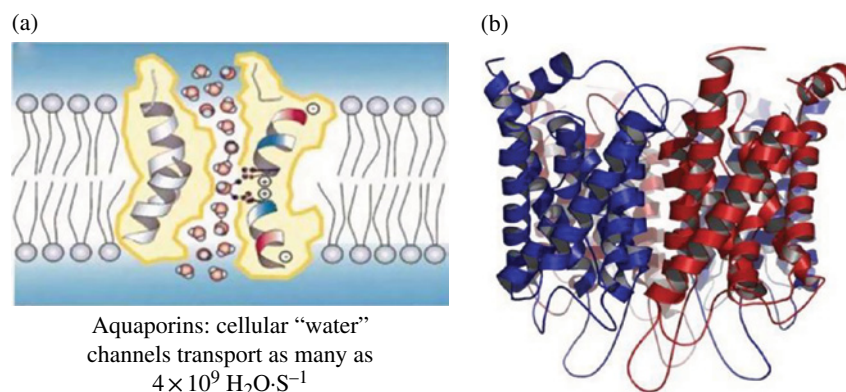 (a)
(b)
Aquaporins: cellular “water”
channels transport as many as
4 × 10⁹ H₂O·S⁻¹